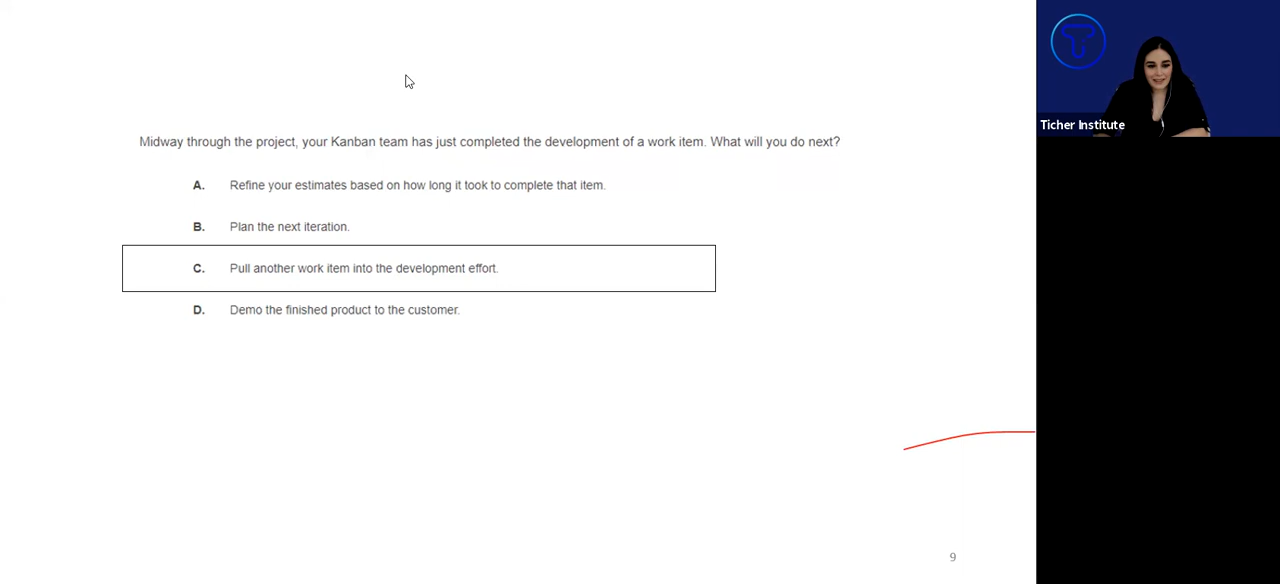 Midway through the project, your Kanban team has just completed the development of a work item. What will you do next?
A. Refine your estimates based on how long it took to complete that item.
B. Plan the next iteration.
C. Pull another work item into the development effort.
D. Demo the finished product to the customer.
9
Ticher Institute